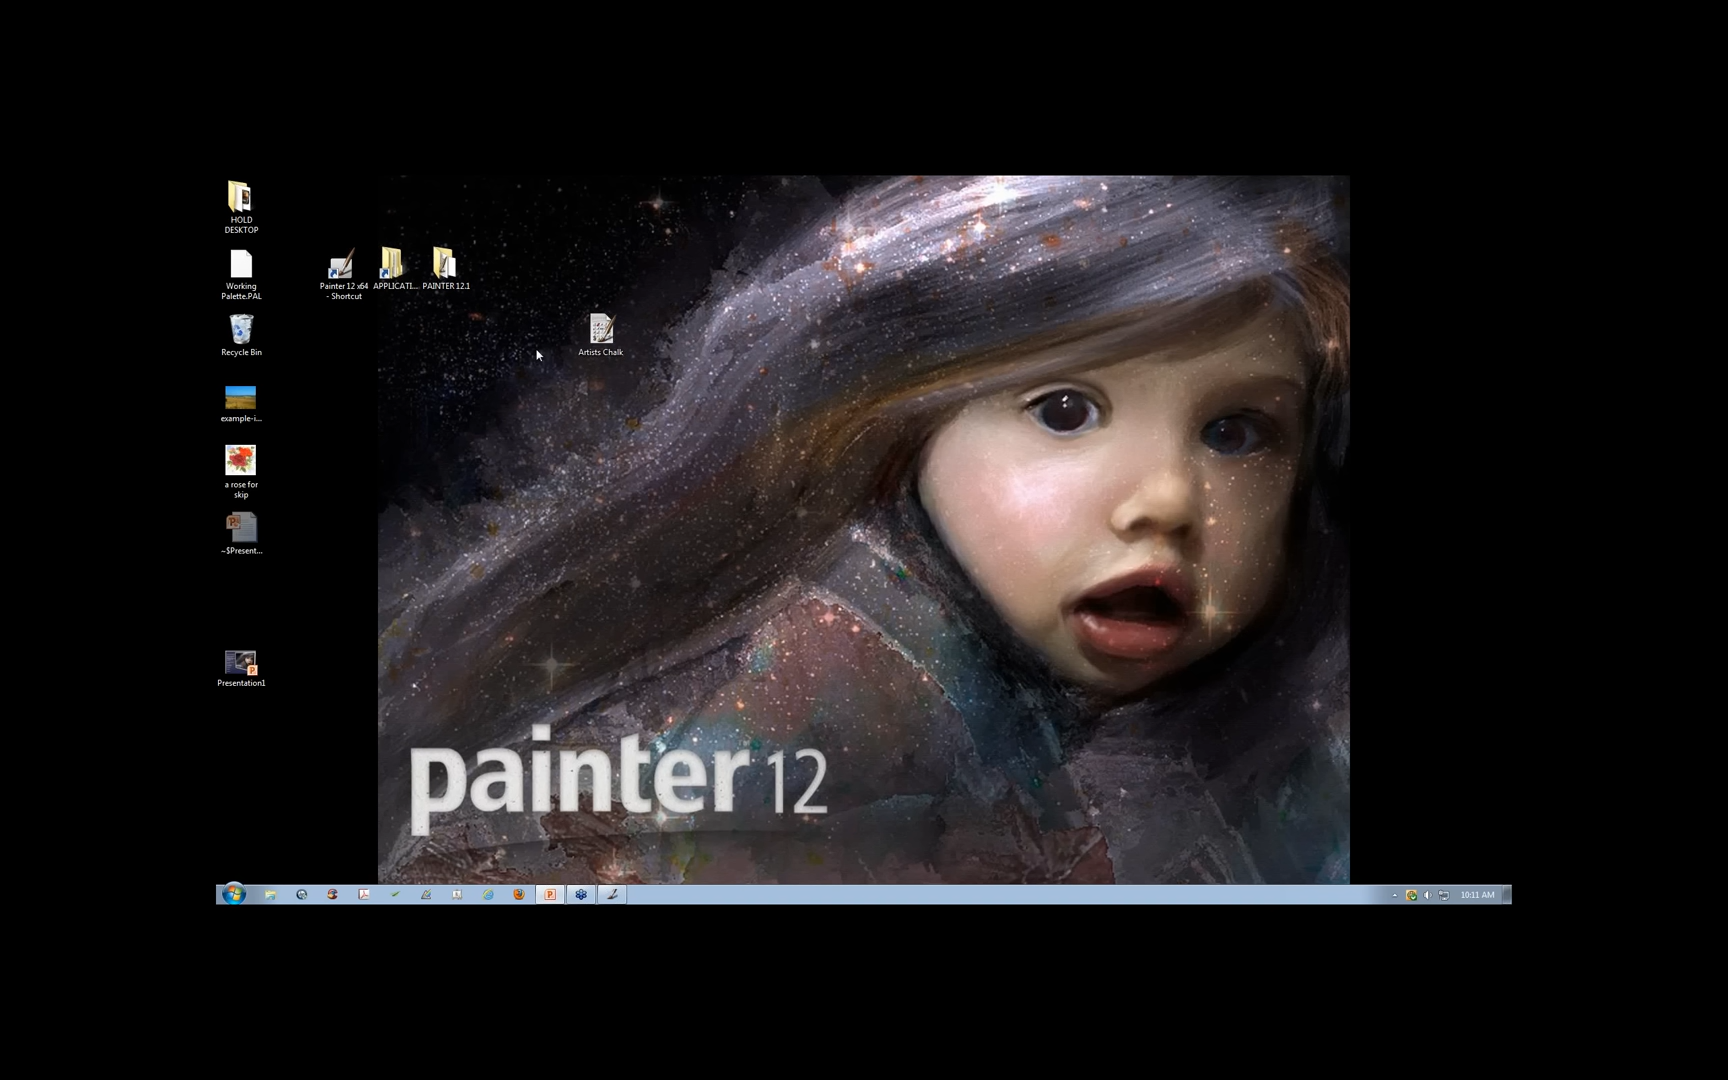 HOLD
DESKTOP
Working
Palette.PAL
Painter 12 x64
- Shortcut
APPLICATI...
PAINTER 12.1
Recycle Bin
Artists Chalk
example-i...
a rose for
skip
~$Present...
Presentation1
painter 12
10:11 AM